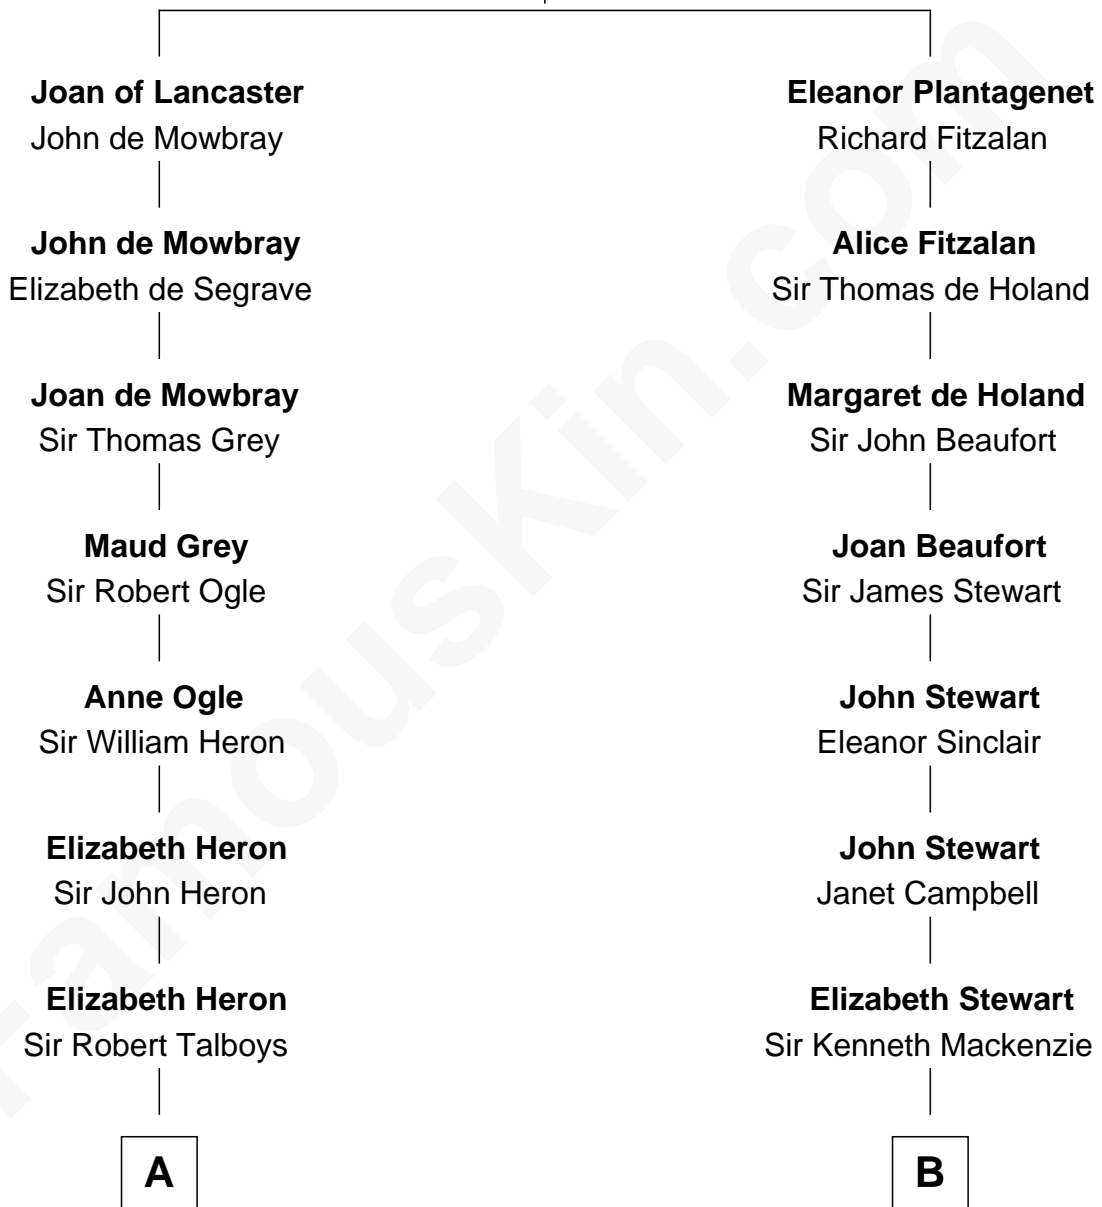 Joan of Lancaster
John de Mowbray
John de Mowbray
Elizabeth de Segrave
Joan de Mowbray
Sir Thomas Grey
Maud Grey
Sir Robert Ogle
Anne Ogle
Sir William Heron
Elizabeth Heron
Sir John Heron
Elizabeth Heron
Sir Robert Talboys
A
Eleanor Plantagenet
Richard Fitzalan
Alice Fitzalan
Sir Thomas de Holand
Margaret de Holand
Sir John Beaufort
Joan Beaufort
Sir James Stewart
John Stewart
Eleanor Sinclair
John Stewart
Janet Campbell
Elizabeth Stewart
Sir Kenneth Mackenzie
B
FamousKin.com